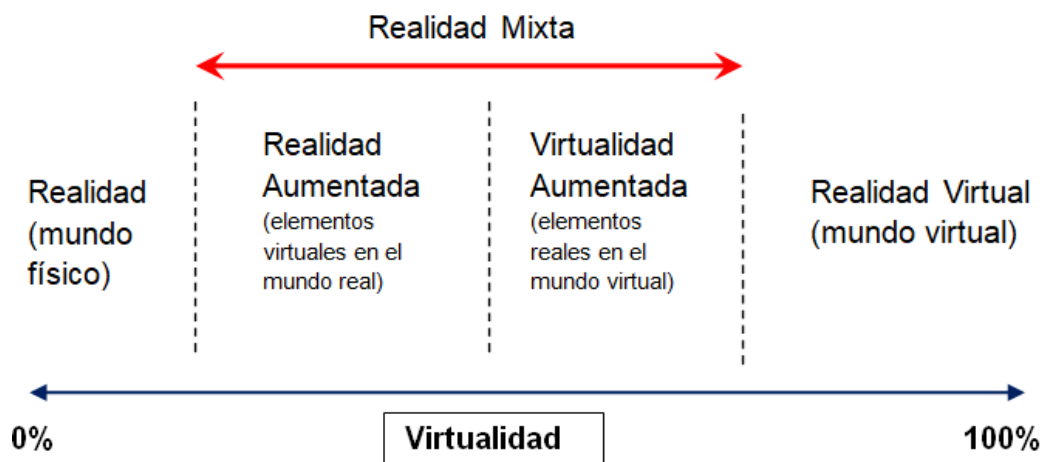 Realidad Mixta
Realidad
(mundo
físico)
Realidad
Aumentada
(elementos
virtuales en el
mundo real)
Virtualidad
Aumentada
(elementos
reales en el
mundo virtual)
Realidad Virtual
(mundo virtual)
0%
Virtualidad
100%